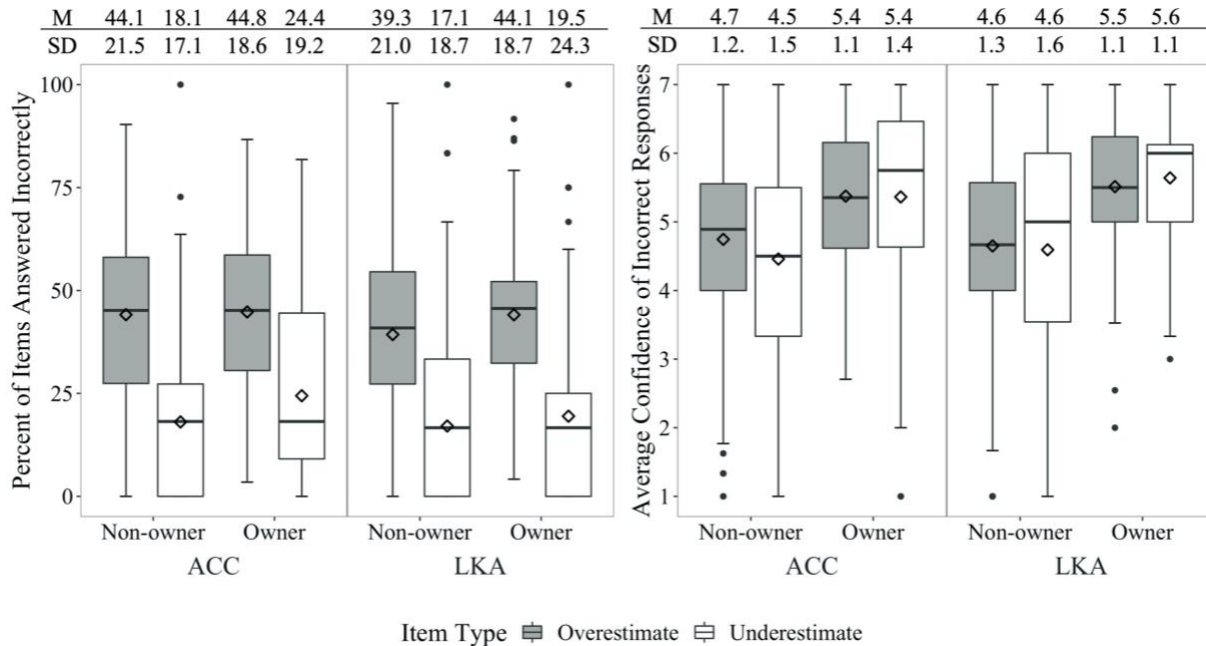 M 44.1 18.1 44.8 24.4 39.3 17.1 44.1 19.5
SD 21.5 17.1 18.6 19.2 21.0 18.7 18.7 24.3
Percent of Items Answered Incorrectly
100
75
50
25
0
Non-owner Owner Non-owner Owner
ACC LKA
M 4.7 4.5 5.4 5.4 4.6 4.6 5.5 5.6
SD 1.2. 1.5 1.1 1.4 1.3 1.6 1.1 1.1
Average Confidence of Incorrect Responses
7
6
5
4
3
2
1
Non-owner Owner Non-owner Owner
ACC LKA
Item Type Overestimate Underestimate